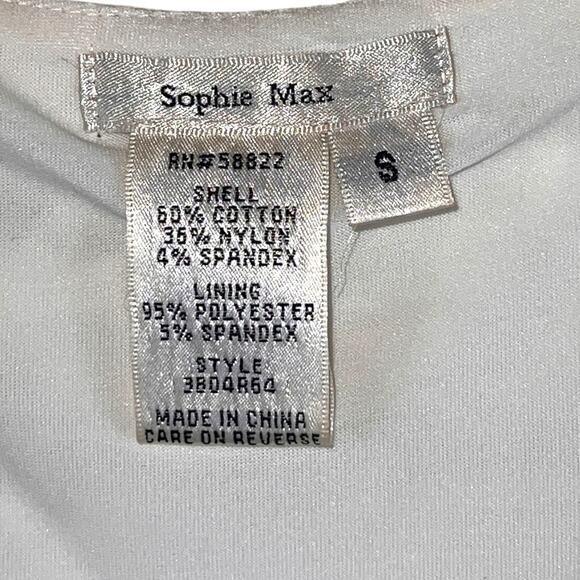 Sophie Max
RN#58822
S
SHELL
60% COTTON
36% NYLON
4% SPANDEX
LINING
95% POLYESTER
5% SPANDEX
STYLE
3BD4R64
MADE IN CHINA
CARE ON REVERSE